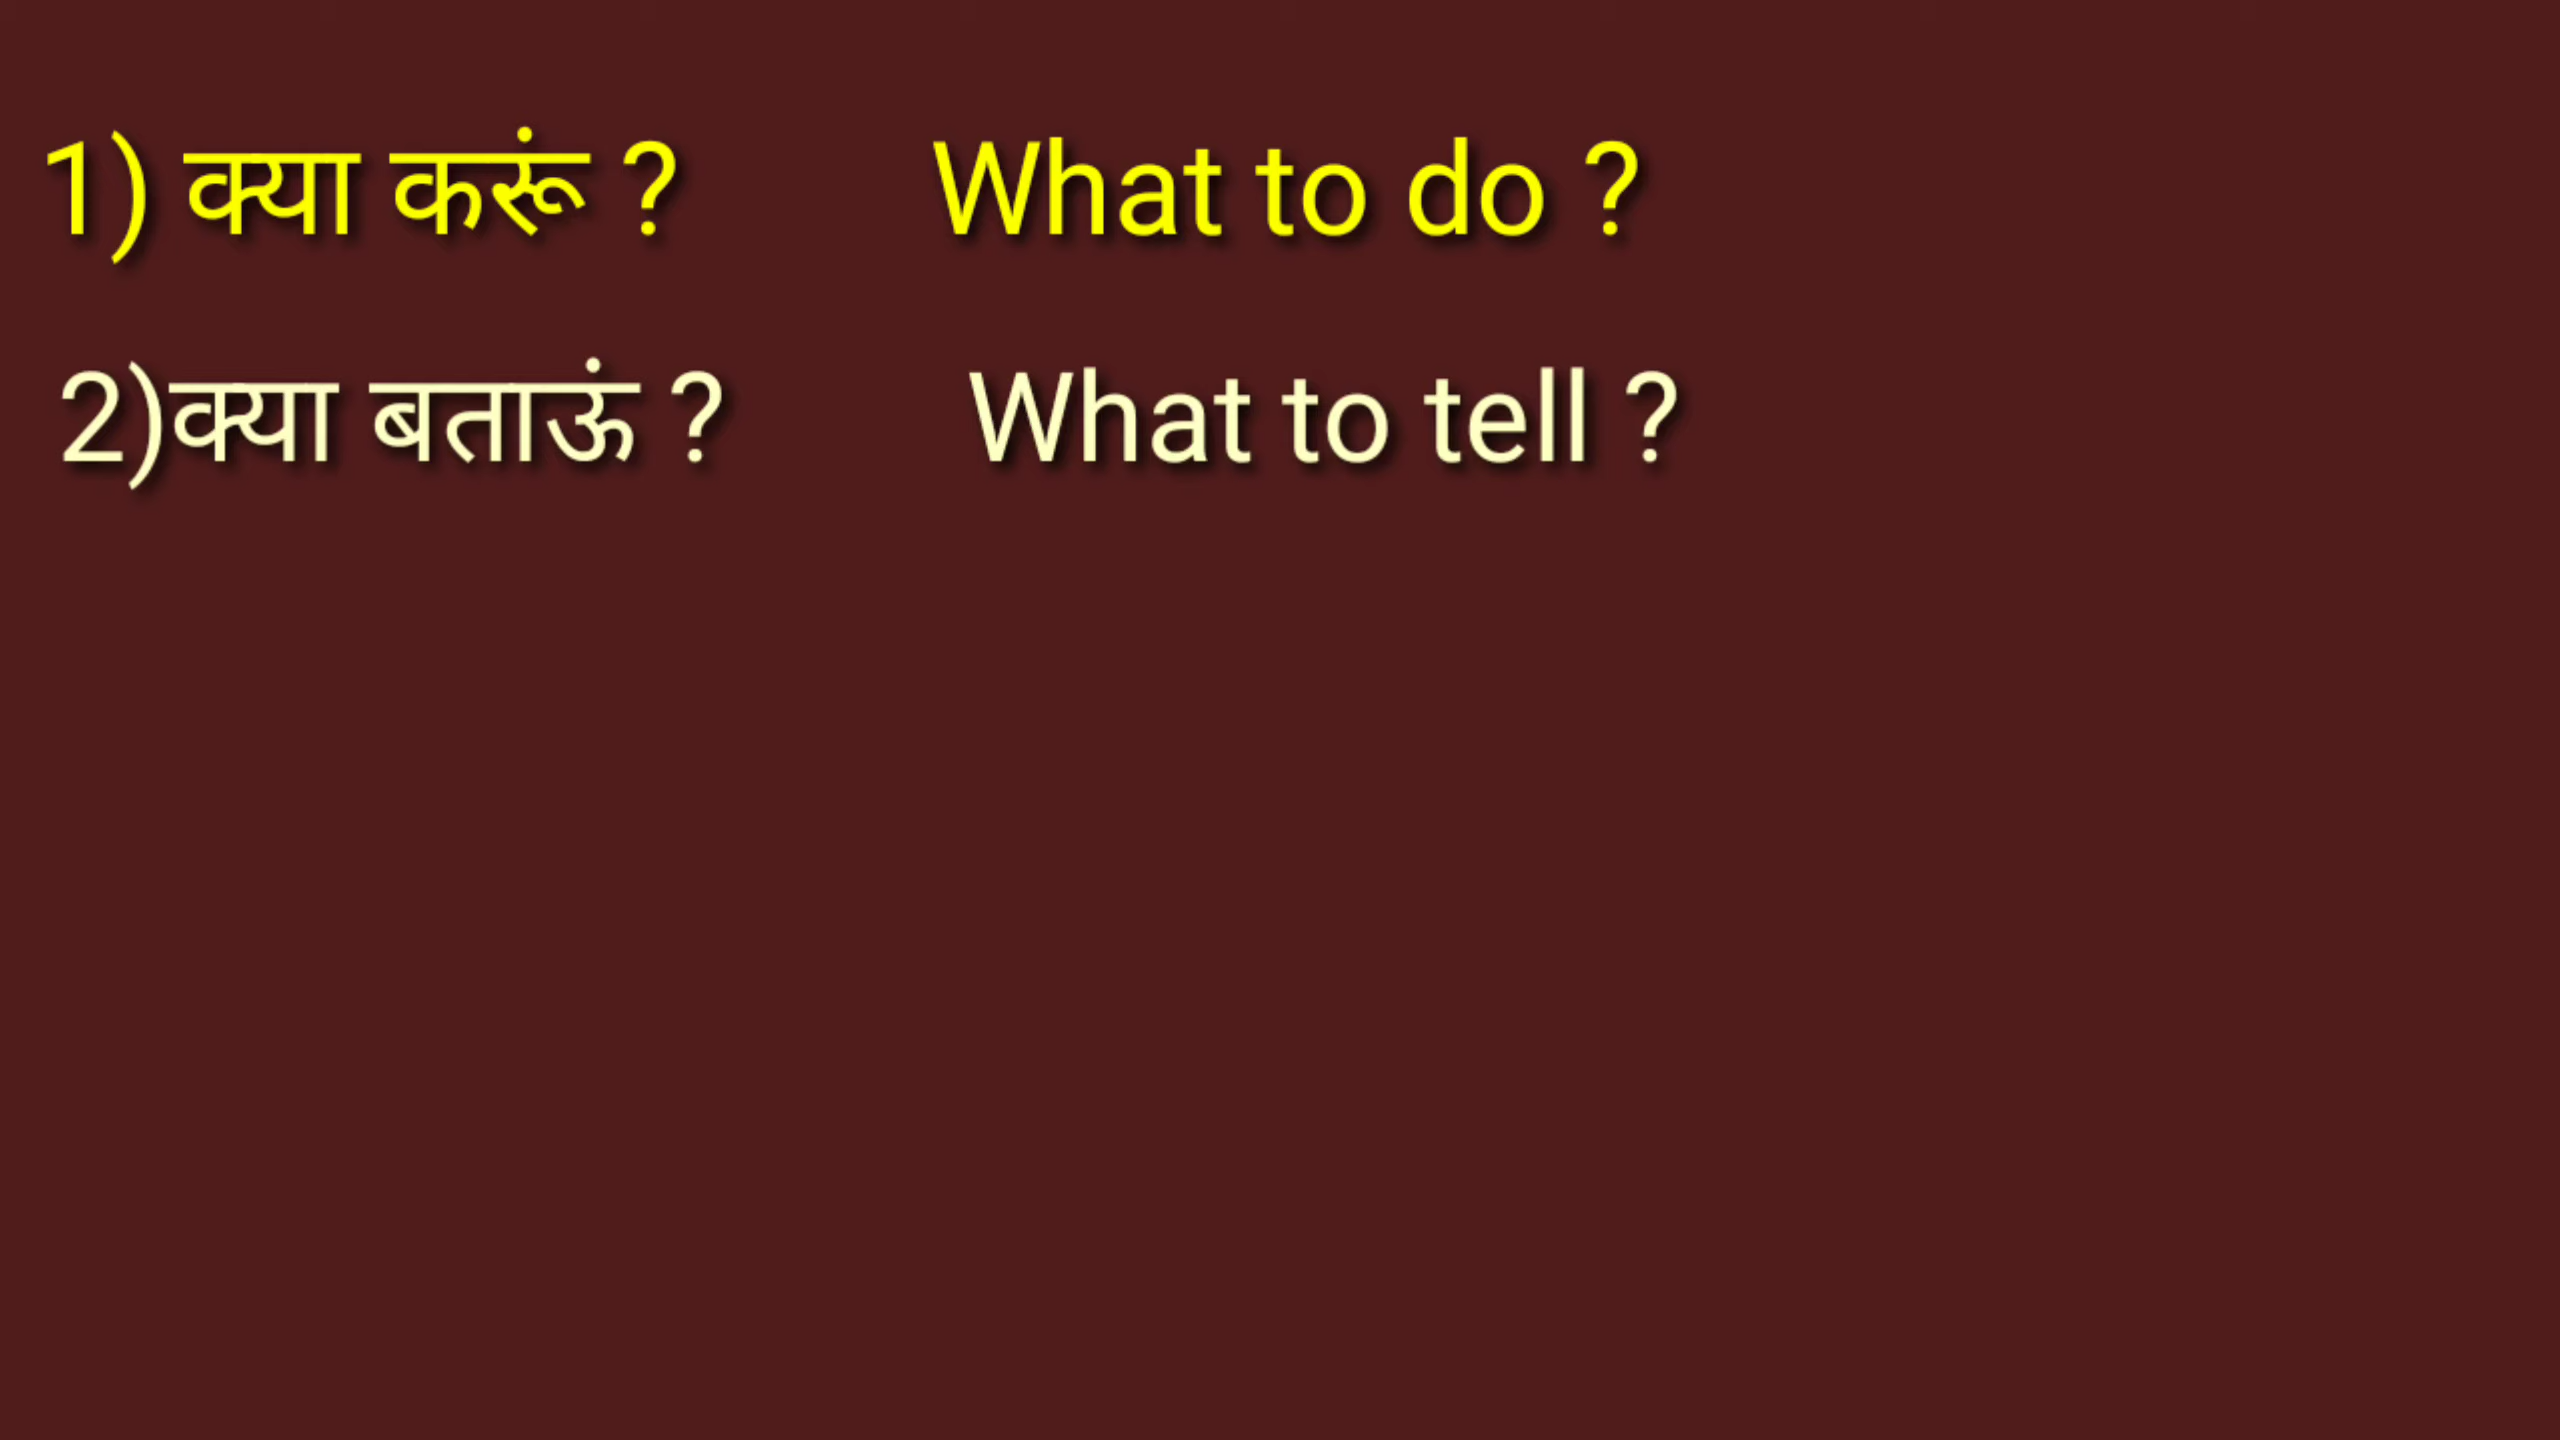 1) क्या करूं ? What to do ?
2)क्या बताऊं ? What to tell ?